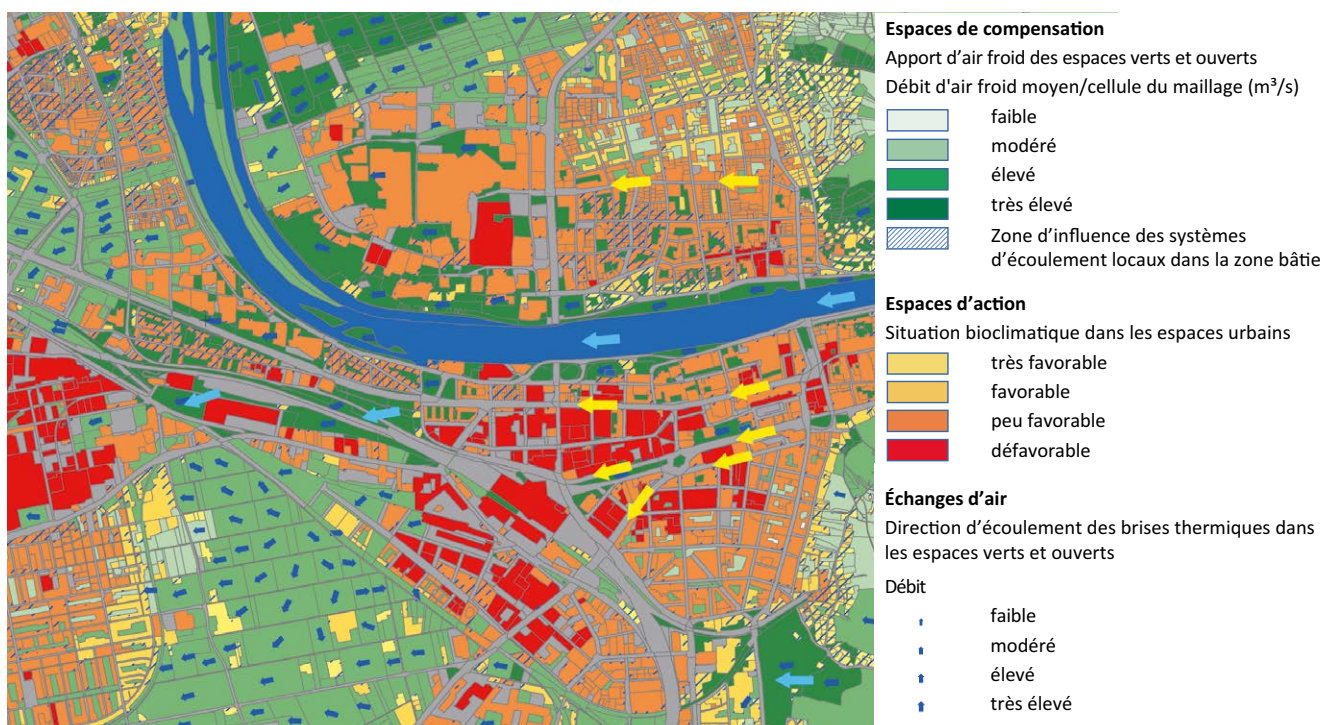 Espaces de compensation
Apport d’air froid des espaces verts et ouverts
Débit d'air froid moyen/cellule du maillage (m³/s)
faible
modéré
élevé
très élevé
Zone d’influence des systèmes
d’écoulement locaux dans la zone bâtie
Espaces d’action
Situation bioclimatique dans les espaces urbains
très favorable
favorable
peu favorable
défavorable
Échanges d’air
Direction d’écoulement des brises thermiques dans
les espaces verts et ouverts
Débit
faible
modéré
élevé
très élevé